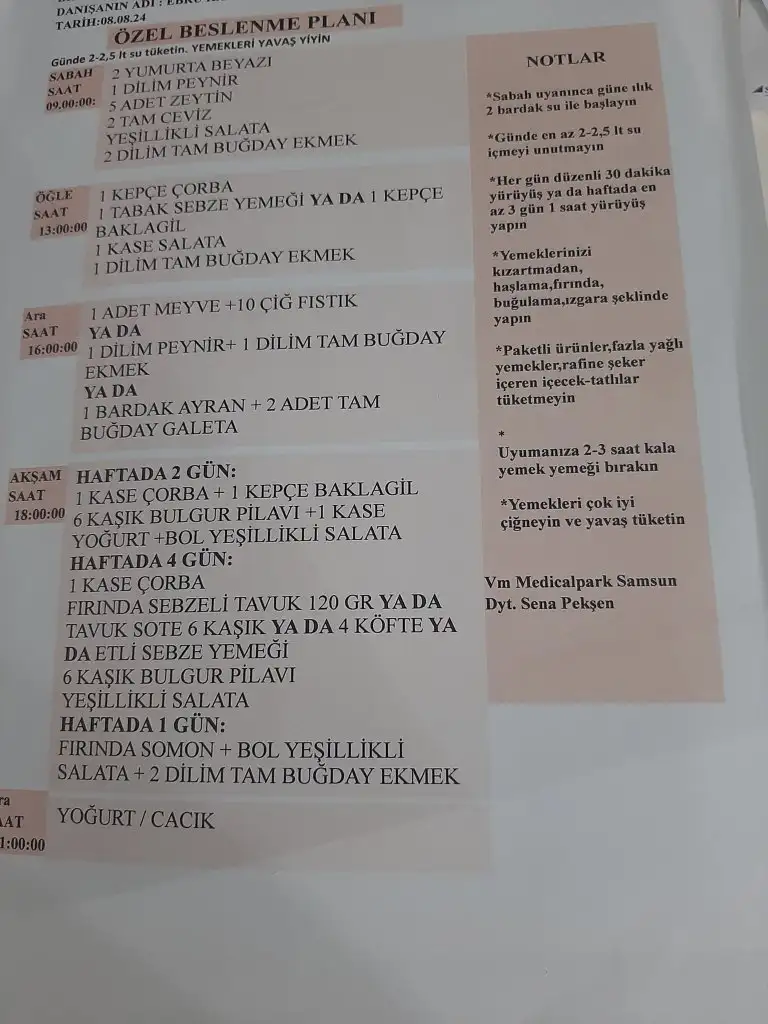 DANIŞANIN ADI : EBRU
TARİH:08.08.24
ÖZEL BESLENME PLANI
Günde 2-2,5 lt su tüketin. YEMEKLERİ YAVAŞ YİYİN
SABAH
SAAT
09.00:00:
2 YUMURTA BEYAZI
1 DİLİM PEYNİR
5 ADET ZEYTİN
2 TAM CEVİZ
YEŞİLLİKLİ SALATA
2 DİLİM TAM BUĞDAY EKMEK
ÖĞLE
SAAT
13:00:00
1 KEPÇE ÇORBA
1 TABAK SEBZE YEMEĞİ YA DA 1 KEPÇE
BAKLAGİL
1 KASE SALATA
1 DİLİM TAM BUĞDAY EKMEK
Ara
SAAT
16:00:00
1 ADET MEYVE +10 ÇİĞ FISTIK
YA DA
1 DİLİM PEYNİR+ 1 DİLİM TAM BUĞDAY
EKMEK
YA DA
1 BARDAK AYRAN + 2 ADET TAM
BUĞDAY GALETA
AKŞAM
SAAT
18:00:00
HAFTADA 2 GÜN:
1 KASE ÇORBA + 1 KEPÇE BAKLAGİL
6 KAŞIK BULGUR PİLAVI +1 KASE
YOĞURT +BOL YEŞİLLİKLİ SALATA
HAFTADA 4 GÜN:
1 KASE ÇORBA
FIRINDA SEBZELİ TAVUK 120 GR YA DA
TAVUK SOTE 6 KAŞIK YA DA 4 KÖFTE YA
DA ETLİ SEBZE YEMEĞİ
6 KAŞIK BULGUR PİLAVI
YEŞİLLİKLİ SALATA
HAFTADA 1 GÜN:
FIRINDA SOMON + BOL YEŞİLLİKLİ
SALATA + 2 DİLİM TAM BUĞDAY EKMEK
ra
AAT
1:00:00
YOĞURT / CACIK
NOTLAR
*Sabah uyanınca güne ılık
2 bardak su ile başlayın
*Günde en az 2-2,5 lt su
içmeyi unutmayın
*Her gün düzenli 30 dakika
yürüyüş ya da haftada en
az 3 gün 1 saat yürüyüş
yapın
*Yemeklerinizi
kızartmadan,
haşlama,fırında,
buğulama,ızgara şeklinde
yapın
*Paketli ürünler,fazla yağlı
yemekler,rafine şeker
içeren içecek-tatlılar
tüketmeyin
*
Uyumanıza 2-3 saat kala
yemek yemeği bırakın
*Yemekleri çok iyi
çiğneyin ve yavaş tüketin
Vm Medicalpark Samsun
Dyt. Sena Pekşen